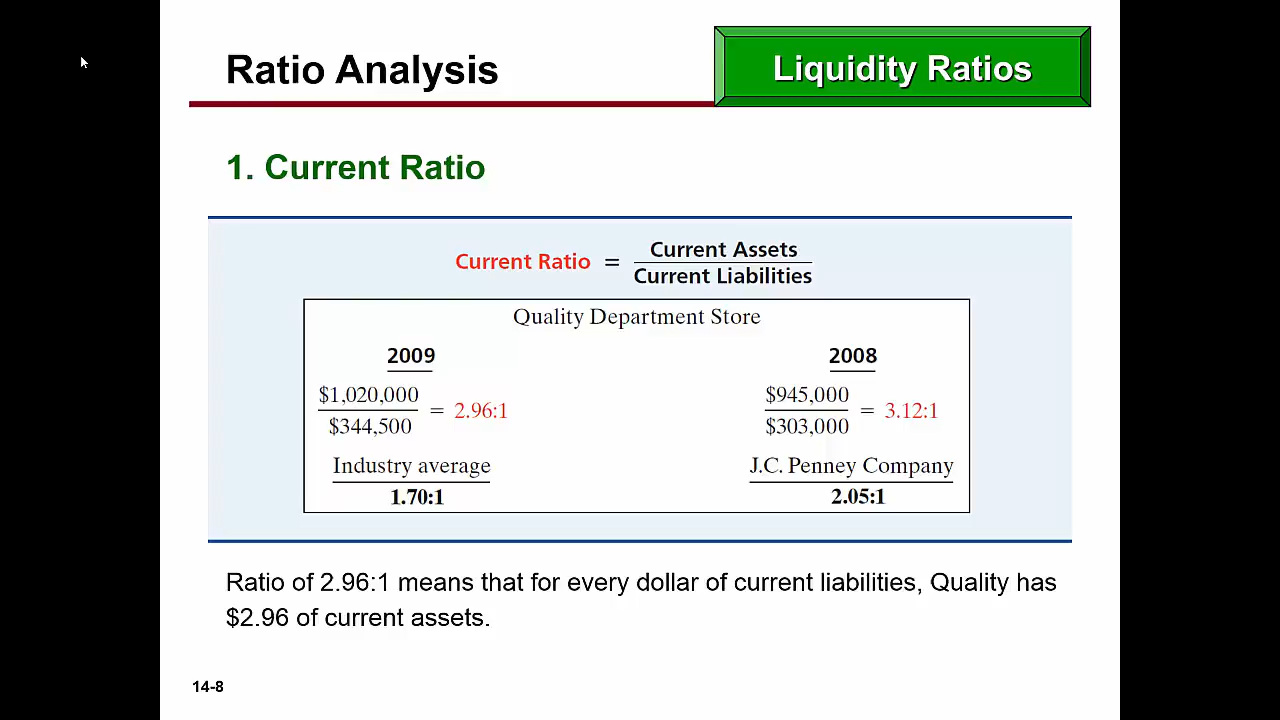 Ratio Analysis
Liquidity Ratios
1. Current Ratio
Current Ratio = Current Assets
Current Liabilities
Quality Department Store
2009
2008
$1,020,000
$344,500
= 2.96:1
$945,000
$303,000
= 3.12:1
Industry average
1.70:1
J.C. Penney Company
2.05:1
Ratio of 2.96:1 means that for every dollar of current liabilities, Quality has
$2.96 of current assets.
14-8